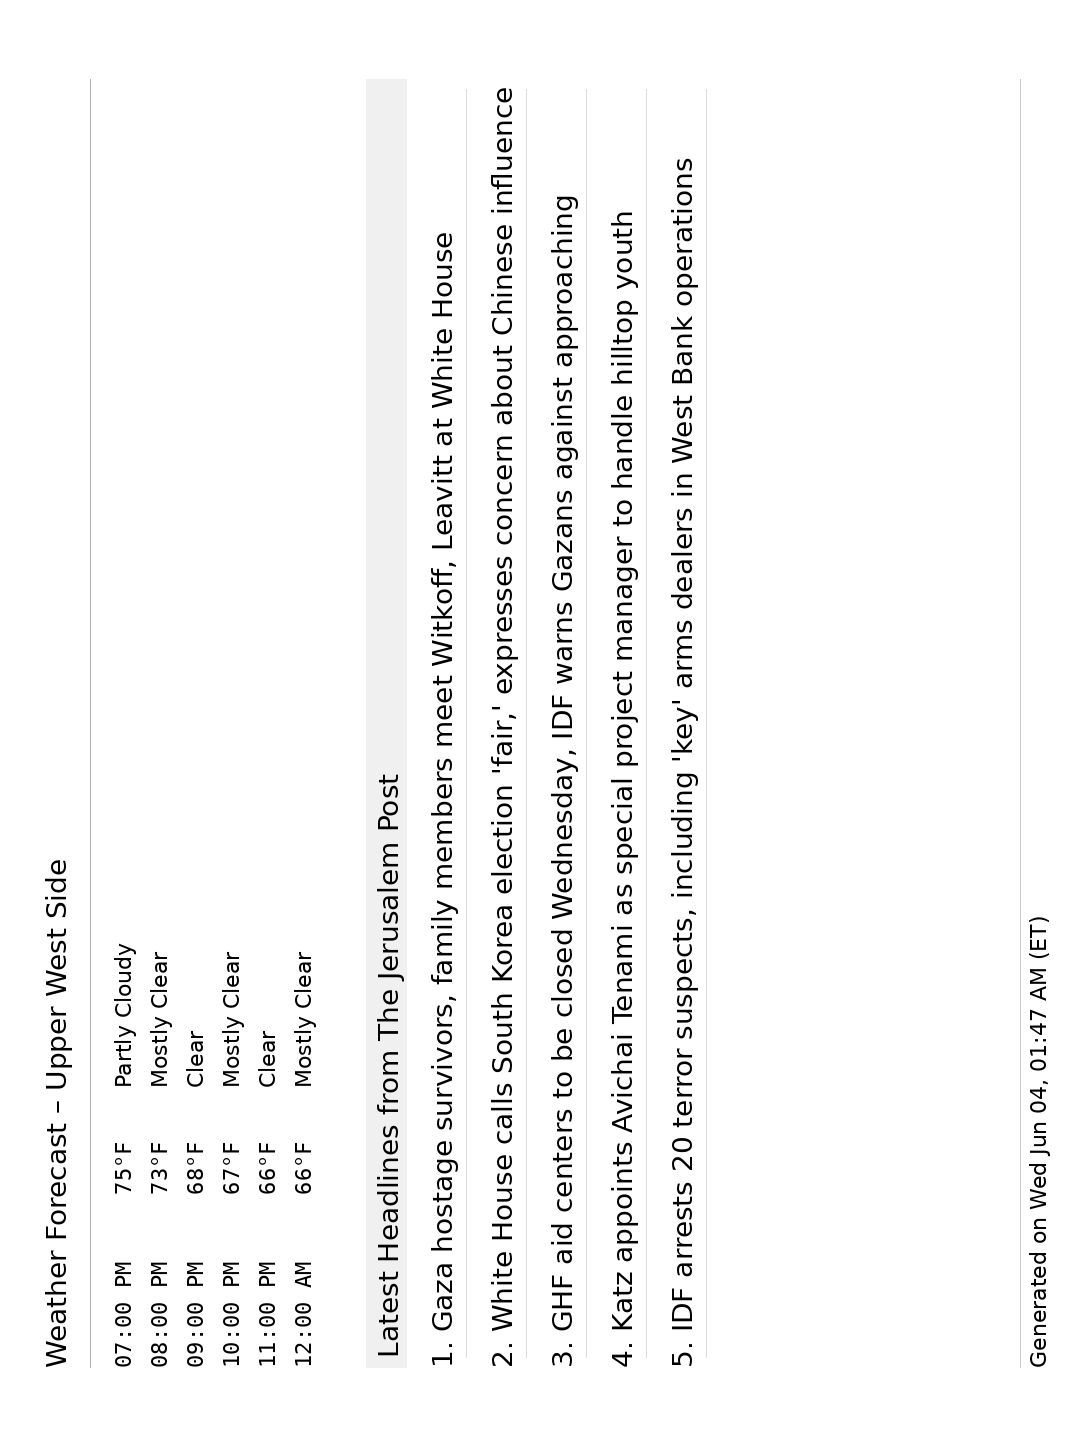 Weather Forecast – Upper West Side
07:00 PM 75°F Partly Cloudy
08:00 PM 73°F Mostly Clear
09:00 PM 68°F Clear
10:00 PM 67°F Mostly Clear
11:00 PM 66°F Clear
12:00 AM 66°F Mostly Clear
Latest Headlines from The Jerusalem Post
1. Gaza hostage survivors, family members meet Witkoff, Leavitt at White House
2. White House calls South Korea election 'fair,' expresses concern about Chinese influence
3. GHF aid centers to be closed Wednesday, IDF warns Gazans against approaching
4. Katz appoints Avichai Tenami as special project manager to handle hilltop youth
5. IDF arrests 20 terror suspects, including 'key' arms dealers in West Bank operations
Generated on Wed Jun 04, 01:47 AM (ET)